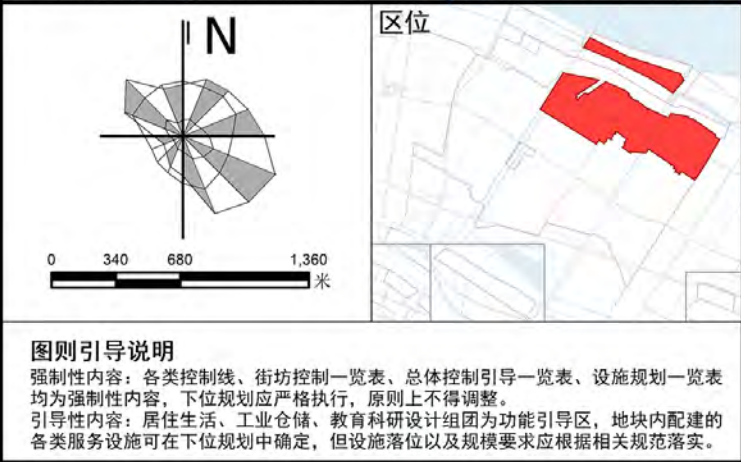 N
区位
0 340 680 1,360
米
图则引导说明
强制性内容：各类控制线、街坊控制一览表、总体控制引导一览表、设施规划一览表
均为强制性内容，下位规划应严格执行，原则上不得调整。
引导性内容：居住生活、工业仓储、教育科研设计组团为功能引导区，地块内配建的
各类服务设施可在下位规划中确定，但设施落位以及规模要求应根据相关规范落实。